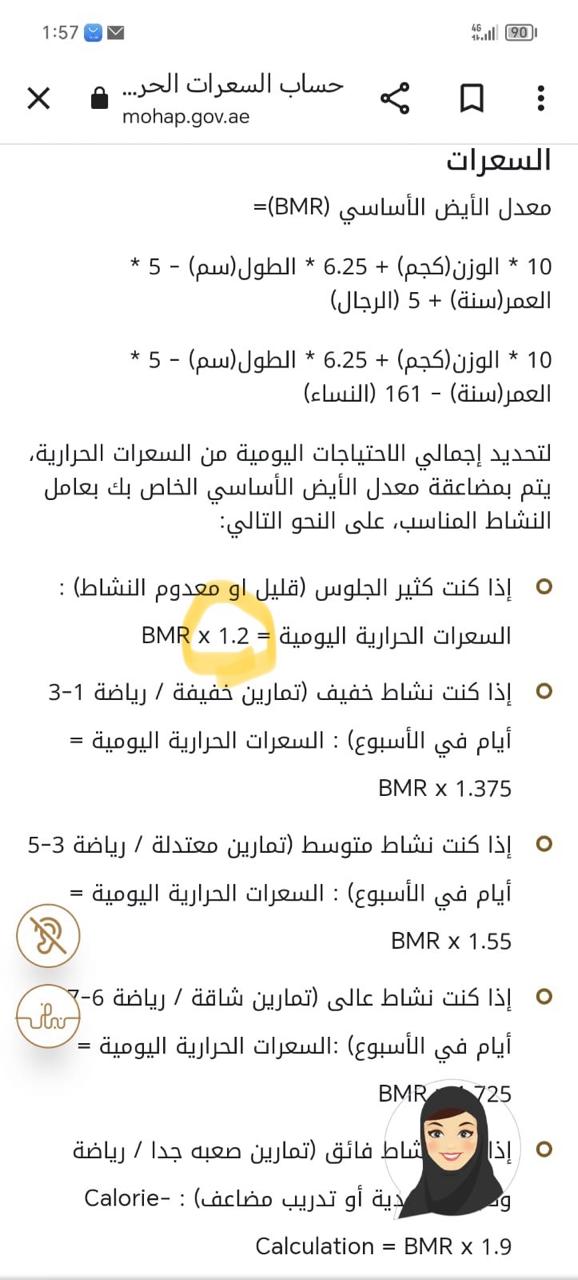 1:57
4G
90
حساب السعرات الحر...
mohap.gov.ae
السعرات
معدل الأيض الأساسي (BMR)=
10 * الوزن(كجم) + 6.25 * الطول(سم) – 5 *
العمر(سنة) + 5 (الرجال)
10 * الوزن(كجم) + 6.25 * الطول(سم) – 5 *
العمر(سنة) – 161 (النساء)
لتحديد إجمالي الاحتياجات اليومية من السعرات الحرارية،
يتم بمضاعقة معدل الأيض الأساسي الخاص بك بعامل
النشاط المناسب، على النحو التالي:
إذا كنت كثير الجلوس (قليل او معدوم النشاط) :
السعرات الحرارية اليومية = BMR x 1.2
إذا كنت نشاط خفيف (تمارين خفيفة / رياضة 1-3
أيام في الأسبوع) : السعرات الحرارية اليومية =
BMR x 1.375
إذا كنت نشاط متوسط (تمارين معتدلة / رياضة 3-5
أيام في الأسبوع) : السعرات الحرارية اليومية =
BMR x 1.55
إذا كنت نشاط عالى (تمارين شاقة / رياضة 6-7
أيام في الأسبوع) :السعرات الحرارية اليومية =
BMR 725
فائق (تمارين صعبه جدا / رياضة
أو تدريب مضاعف) : Calorie-
Calculation = BMR x 1.9